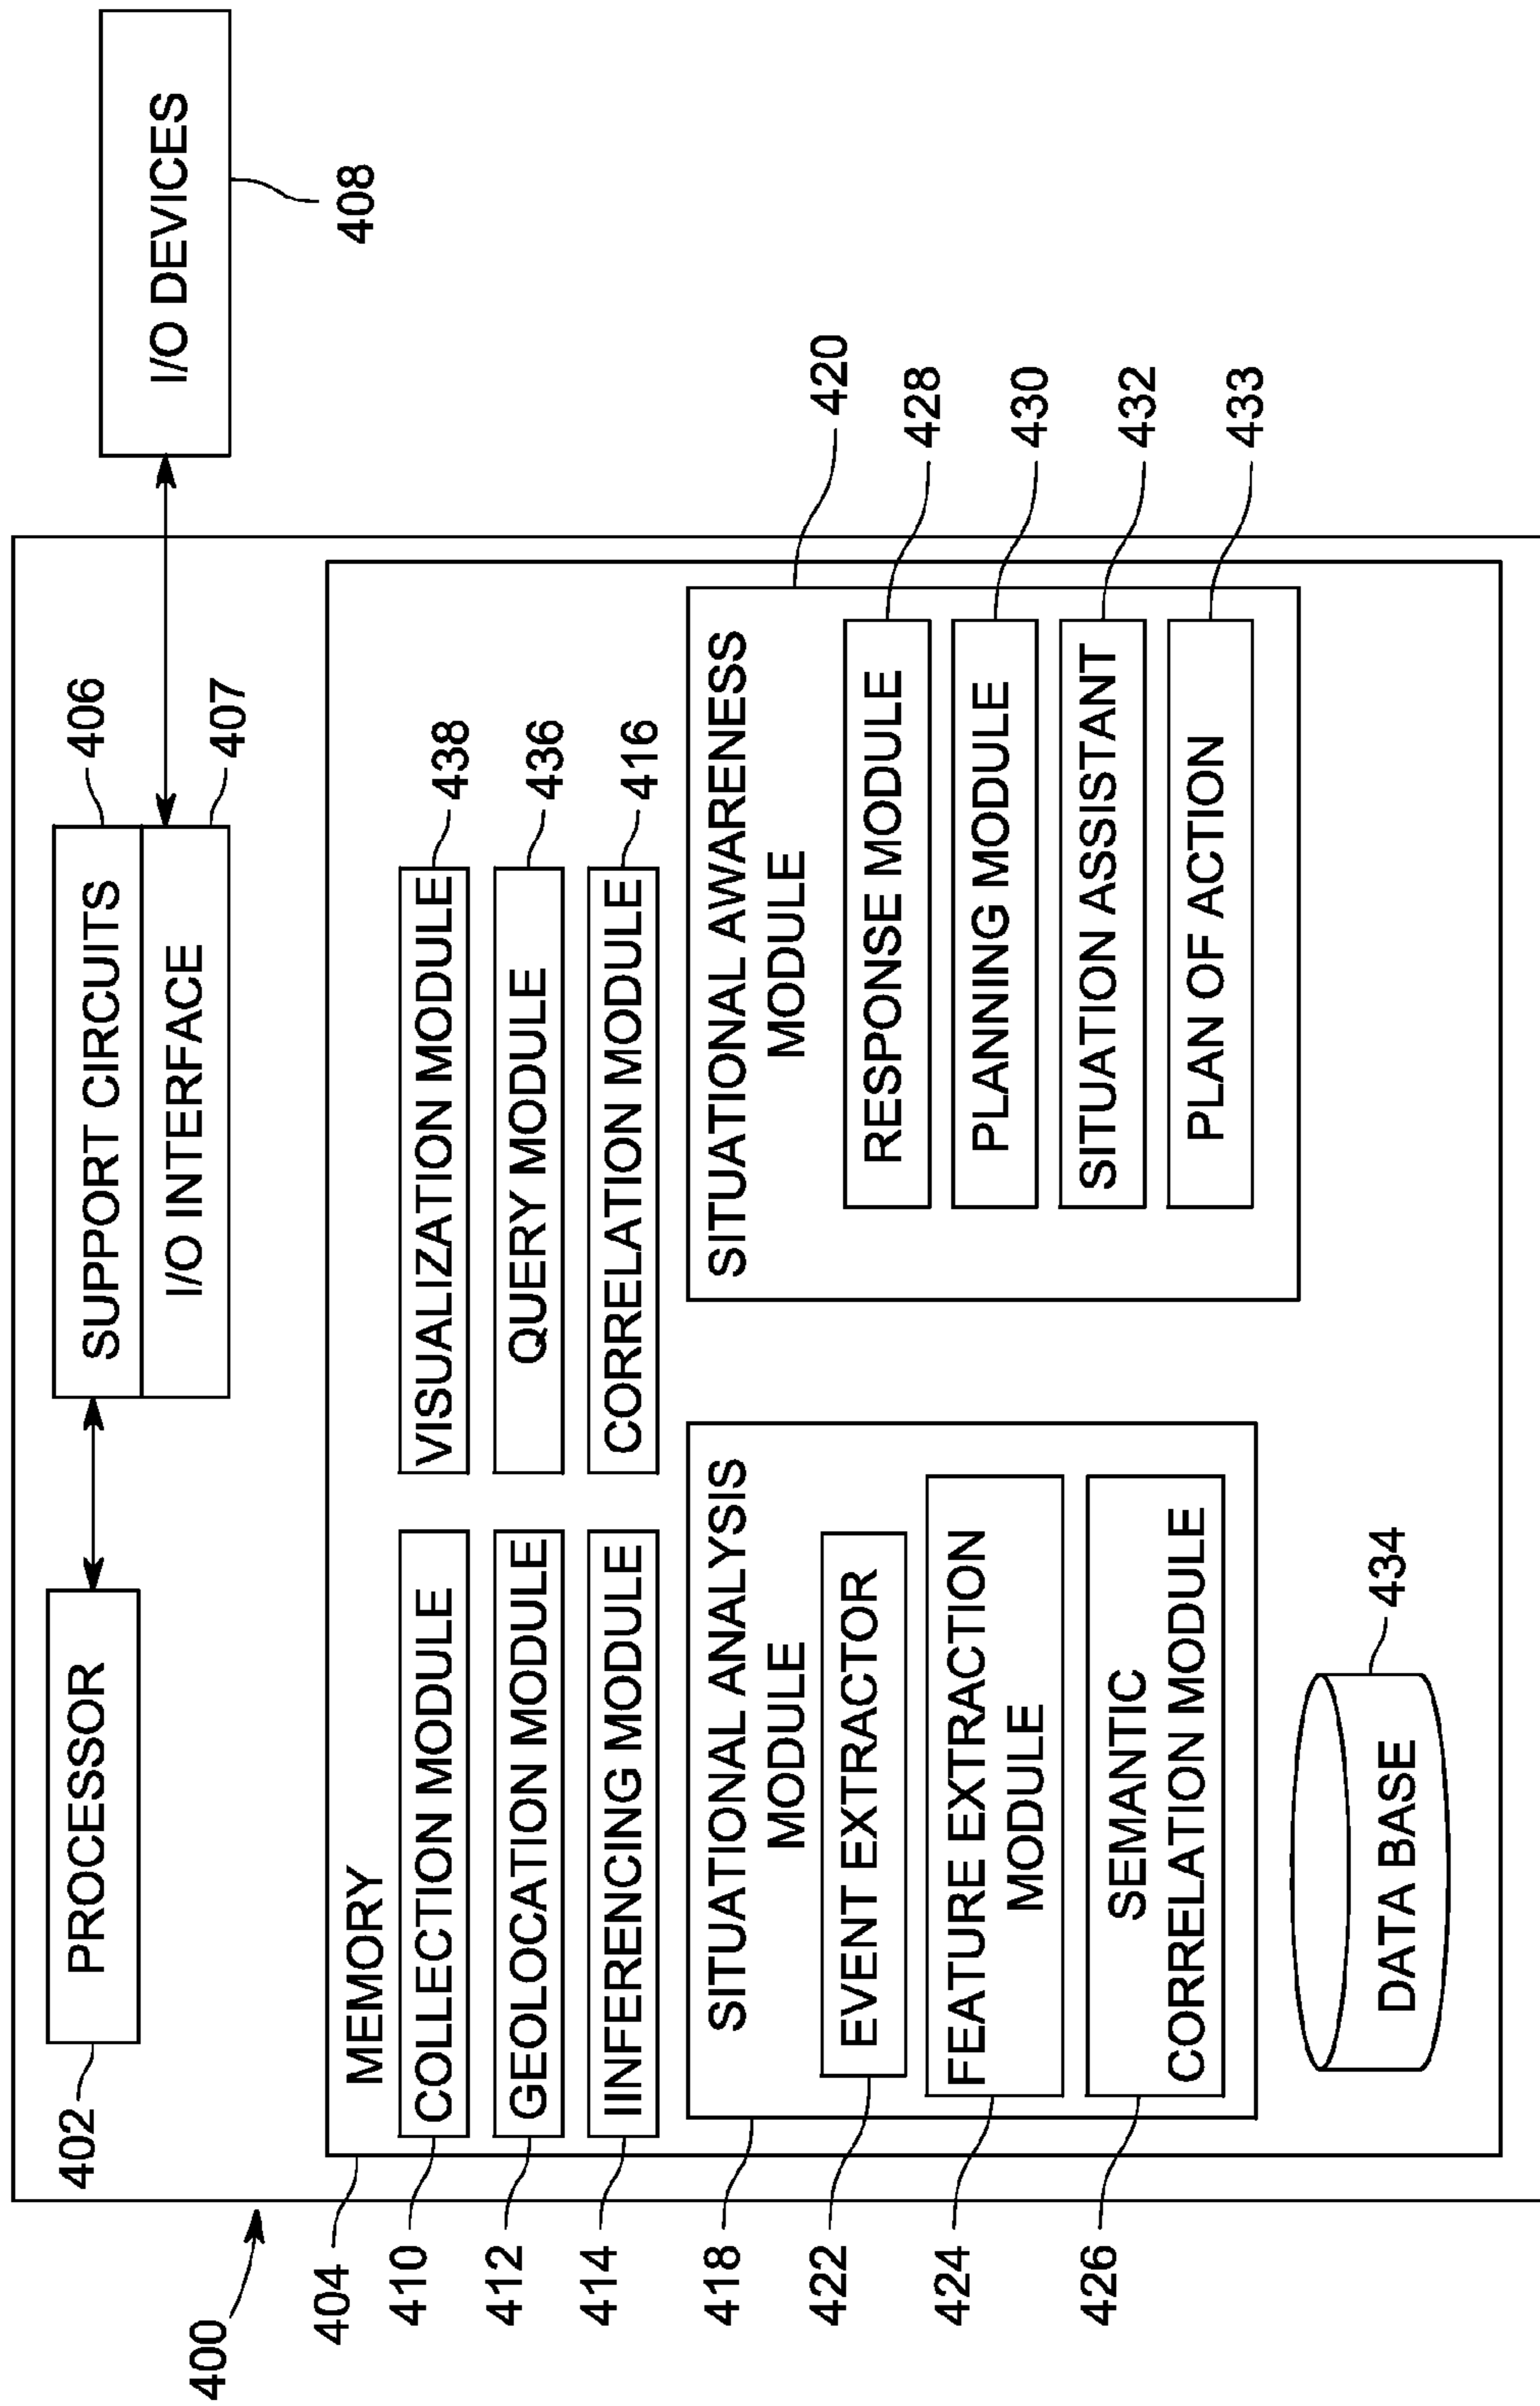 400
402
PROCESSOR
SUPPORT CIRCUITS
406
I/O INTERFACE
407
I/O DEVICES
408
404
MEMORY
410
COLLECTION MODULE
VISUALIZATION MODULE
438
412
GEOLOCATION MODULE
QUERY MODULE
436
414
IINFERENCING MODULE
CORRELATION MODULE
416
418
SITUATIONAL ANALYSIS
MODULE
422
EVENT EXTRACTOR
424
FEATURE EXTRACTION
MODULE
426
SEMANTIC
CORRELATION MODULE
SITUATIONAL AWARENESS
MODULE
420
RESPONSE MODULE
428
PLANNING MODULE
430
SITUATION ASSISTANT
432
PLAN OF ACTION
433
DATA BASE
434